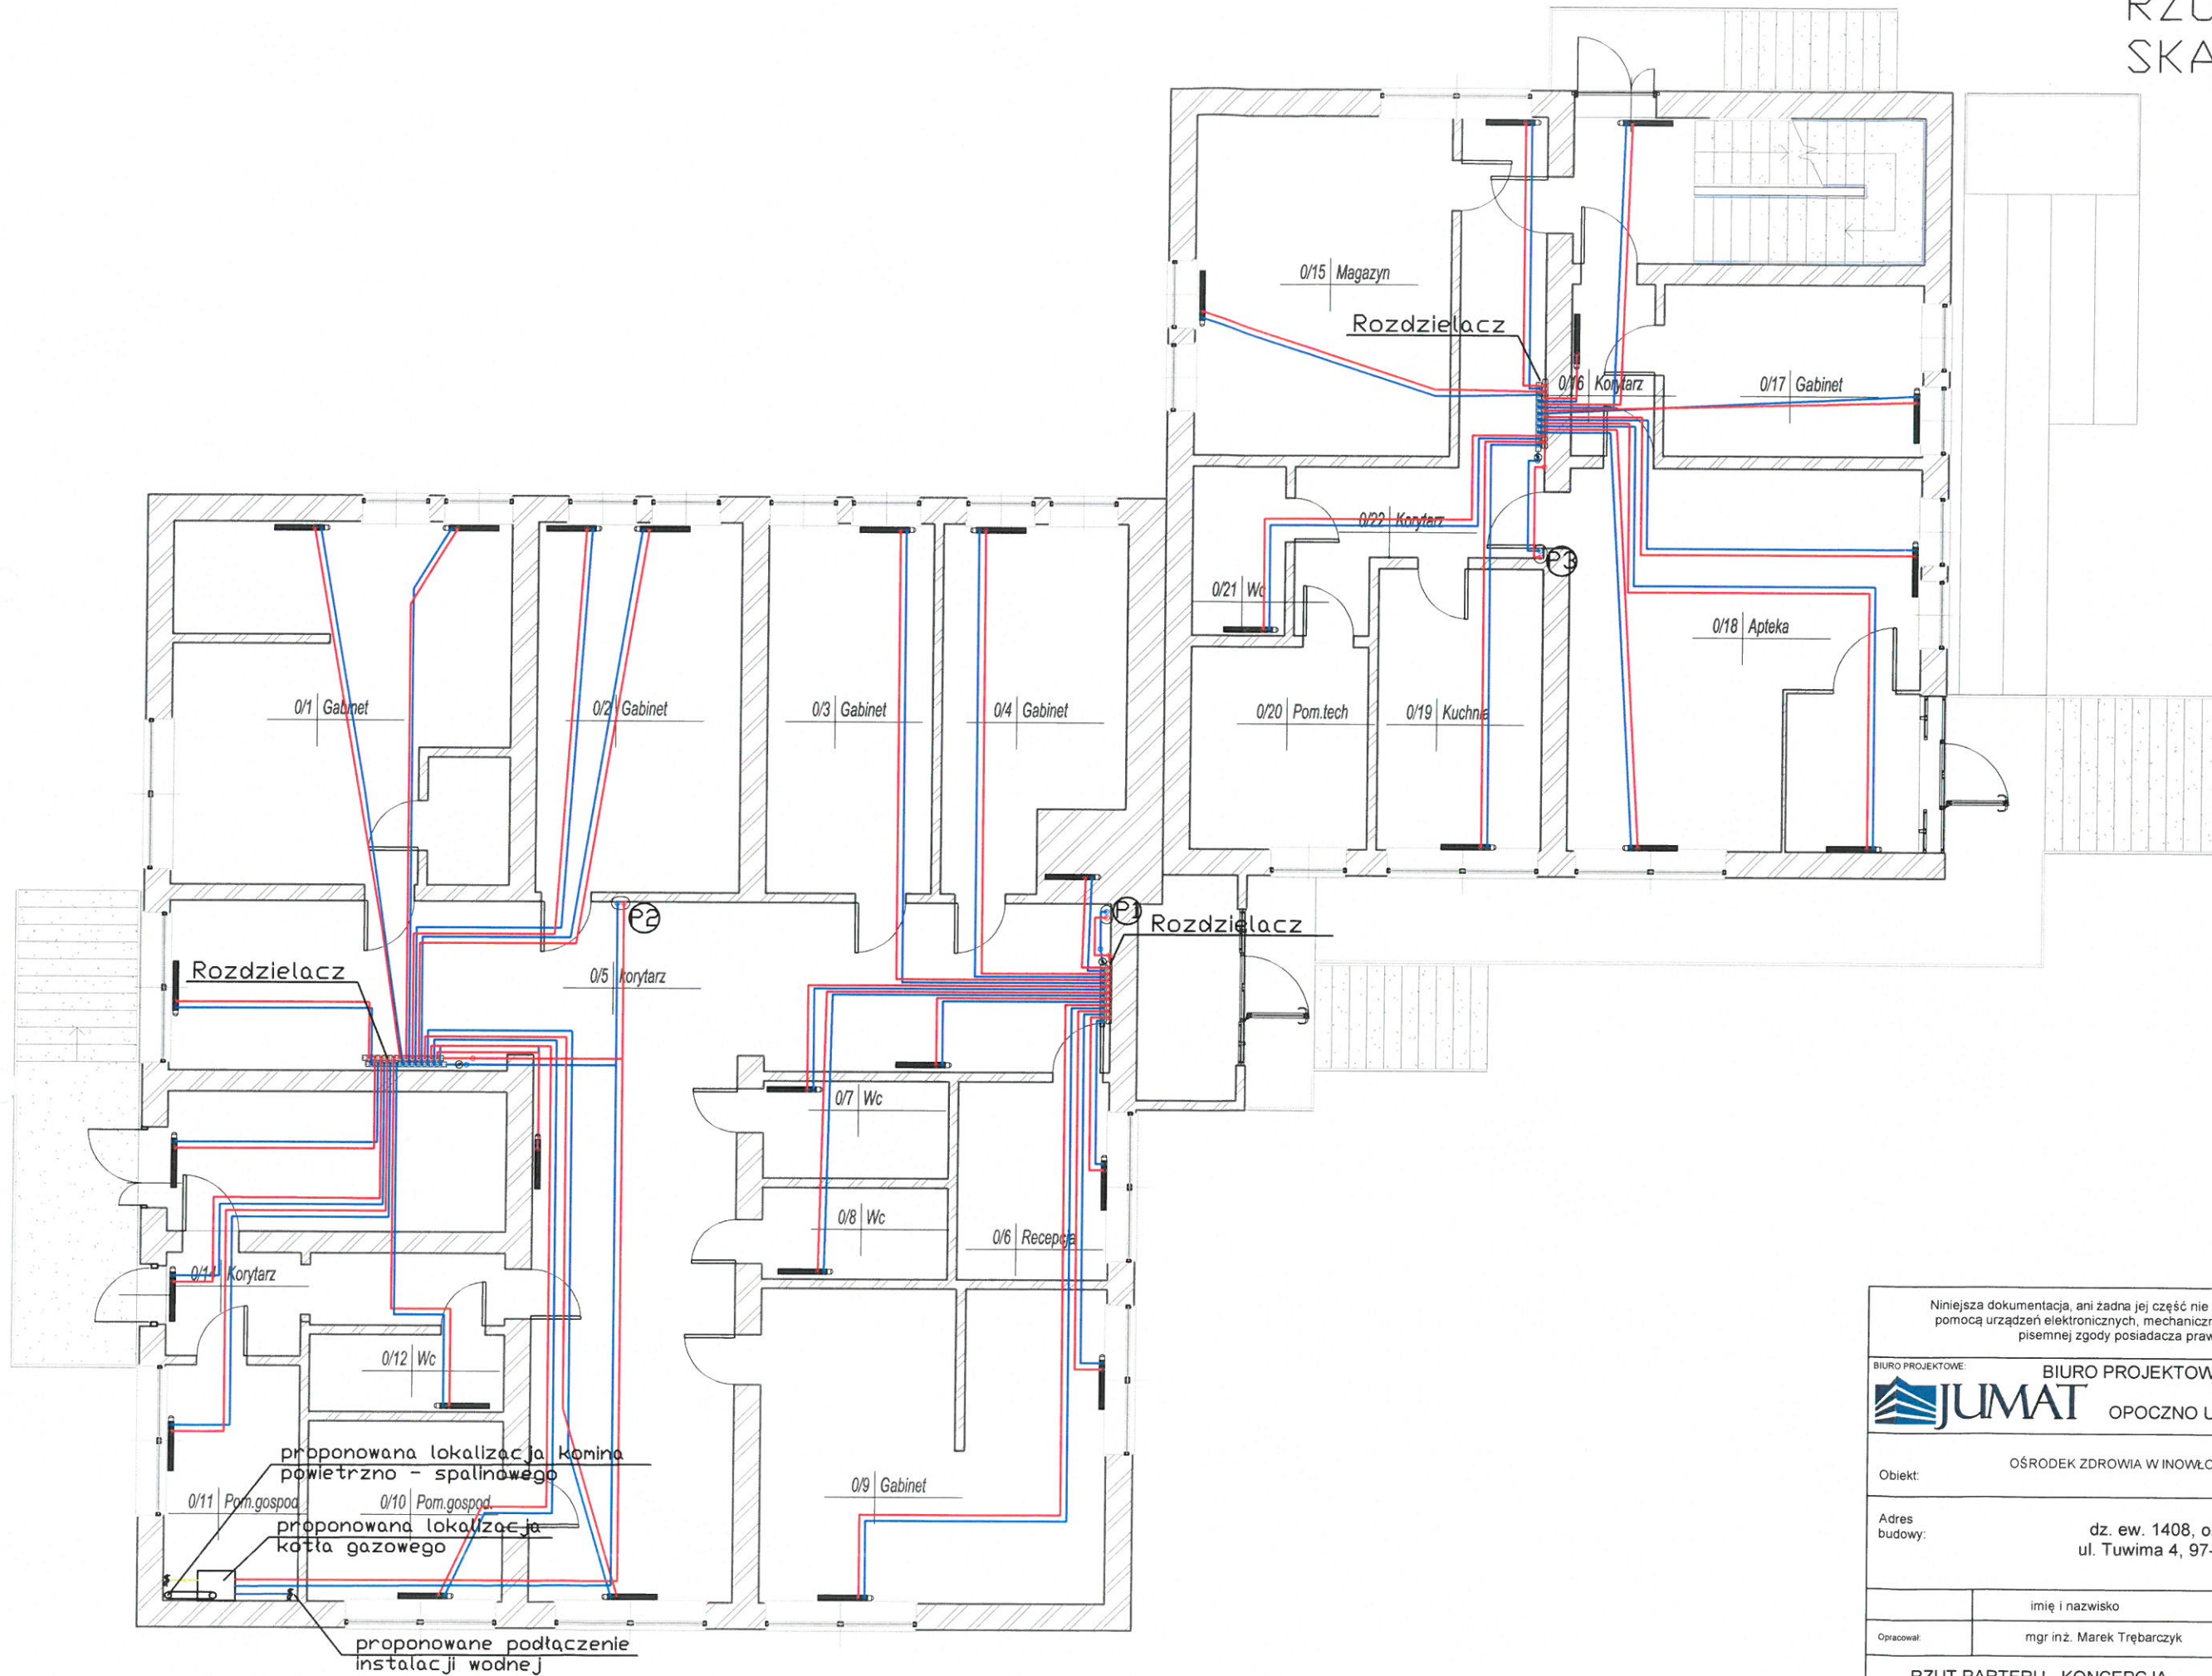 SKA
0/15 Magazyn
Rozdzielacz
0/16 Korytarz
0/17 Gabinet
0/22 Korytarz
P3
0/21 Wc
0/18 Apteka
0/1 Gabinet
0/2 Gabinet
0/3 Gabinet
0/4 Gabinet
0/20 Pom.tech
0/19 Kuchnia
P2
P1
Rozdzielacz
Rozdzielacz
0/5 korytarz
0/7 Wc
0/8 Wc
0/6 Recepcja
0/14 Korytarz
0/12 Wc
proponowana lokalizacja komina
powietrzno - spalinowego
0/11 Pom.gospod.
0/10 Pom.gospod.
0/9 Gabinet
proponowana lokalizacja
kotła gazowego
proponowane podłączenie
instalacji wodnej
Niniejsza dokumentacja, ani żadna jej część nie
pomocą urządzeń elektronicznych, mechaniczn
pisemnej zgody posiadacza praw
BIURO PROJEKTOWE:
BIURO PROJEKTOW
JUMAT
OPOCZNO U
Obiekt:
OŚRODEK ZDROWIA W INOWŁO
Adres
budowy:
dz. ew. 1408, o
ul. Tuwima 4, 97-
imię i nazwisko
Opracował:
mgr inż. Marek Trębarczyk
RZUT PARTERU - KONCEPCJA